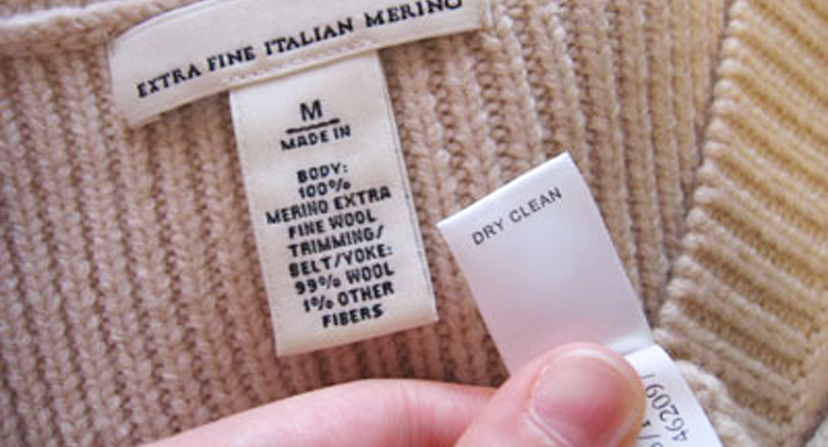 EXTRA FINE ITALIAN MERINO
M
MADE IN
BODY:
100%
MERINO EXTRA
FINE WOOL
TRIMMING/
BELT/YOKE:
99% WOOL
1% OTHER
FIBERS
DRY CLEAN